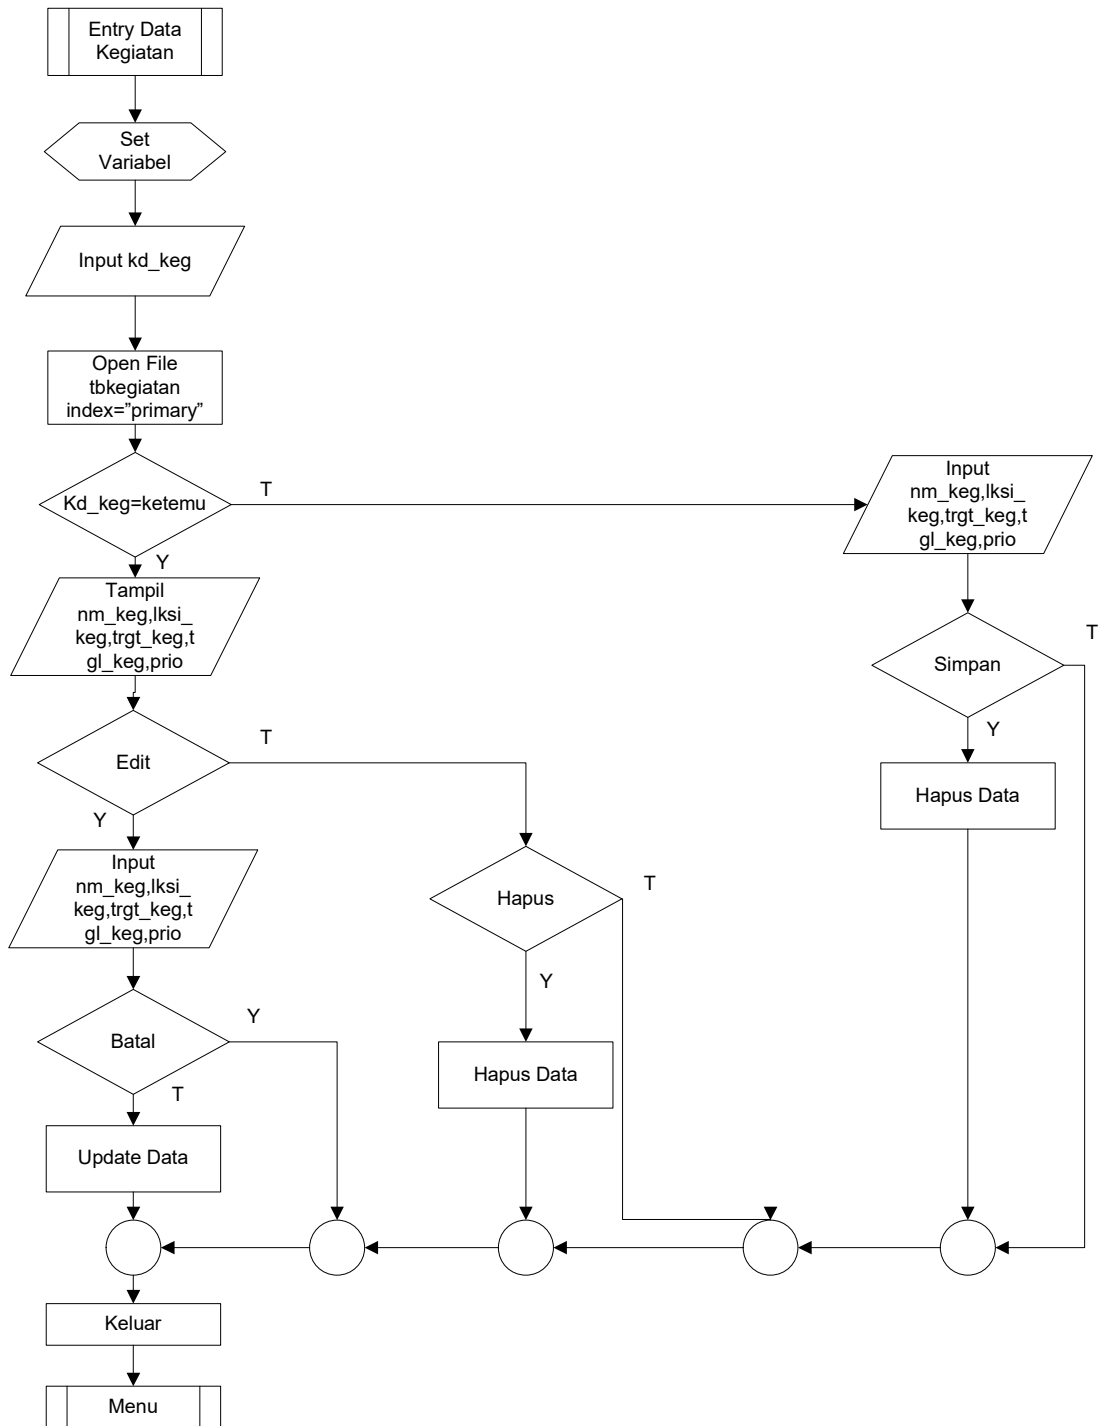 Entry Data
Kegiatan
Set
Variabel
Input kd_keg
Open File
tbkegiatan
index=”primary”
Kd_keg=ketemu
T
Input
nm_keg,lksi_
keg,trgt_keg,t
gl_keg,prio
Y
Tampil
nm_keg,lksi_
keg,trgt_keg,t
gl_keg,prio
Simpan
T
Y
Hapus Data
Edit
T
Y
Input
nm_keg,lksi_
keg,trgt_keg,t
gl_keg,prio
Hapus
T
Y
Hapus Data
Batal
Y
T
Update Data
Keluar
Menu